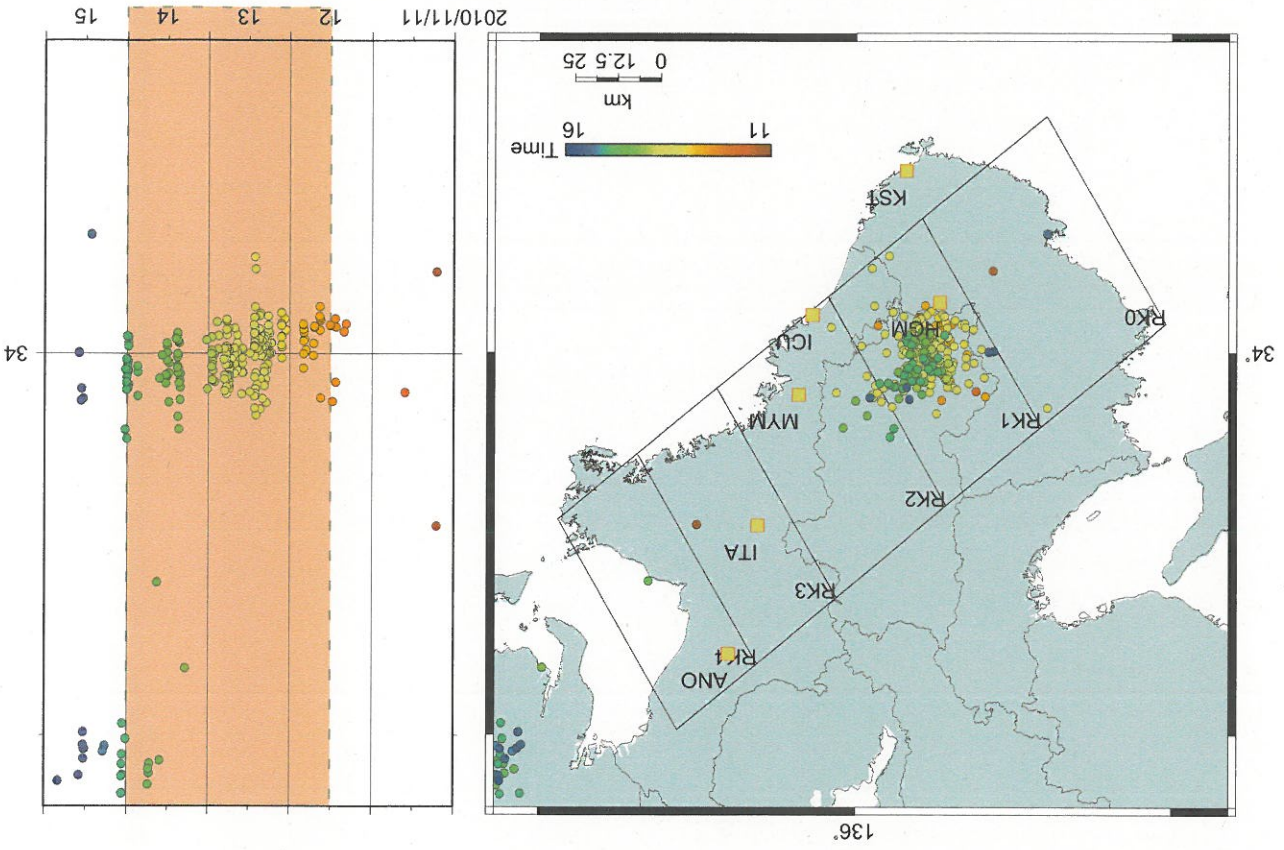 2010/11/11 12 13 14 15
0 12.5 25
km
11 16 Time
KST
RK0
HGM
ICU
34°
34
MYM
RK1
RK2
ITA
RK3
RK4
ANO
136°